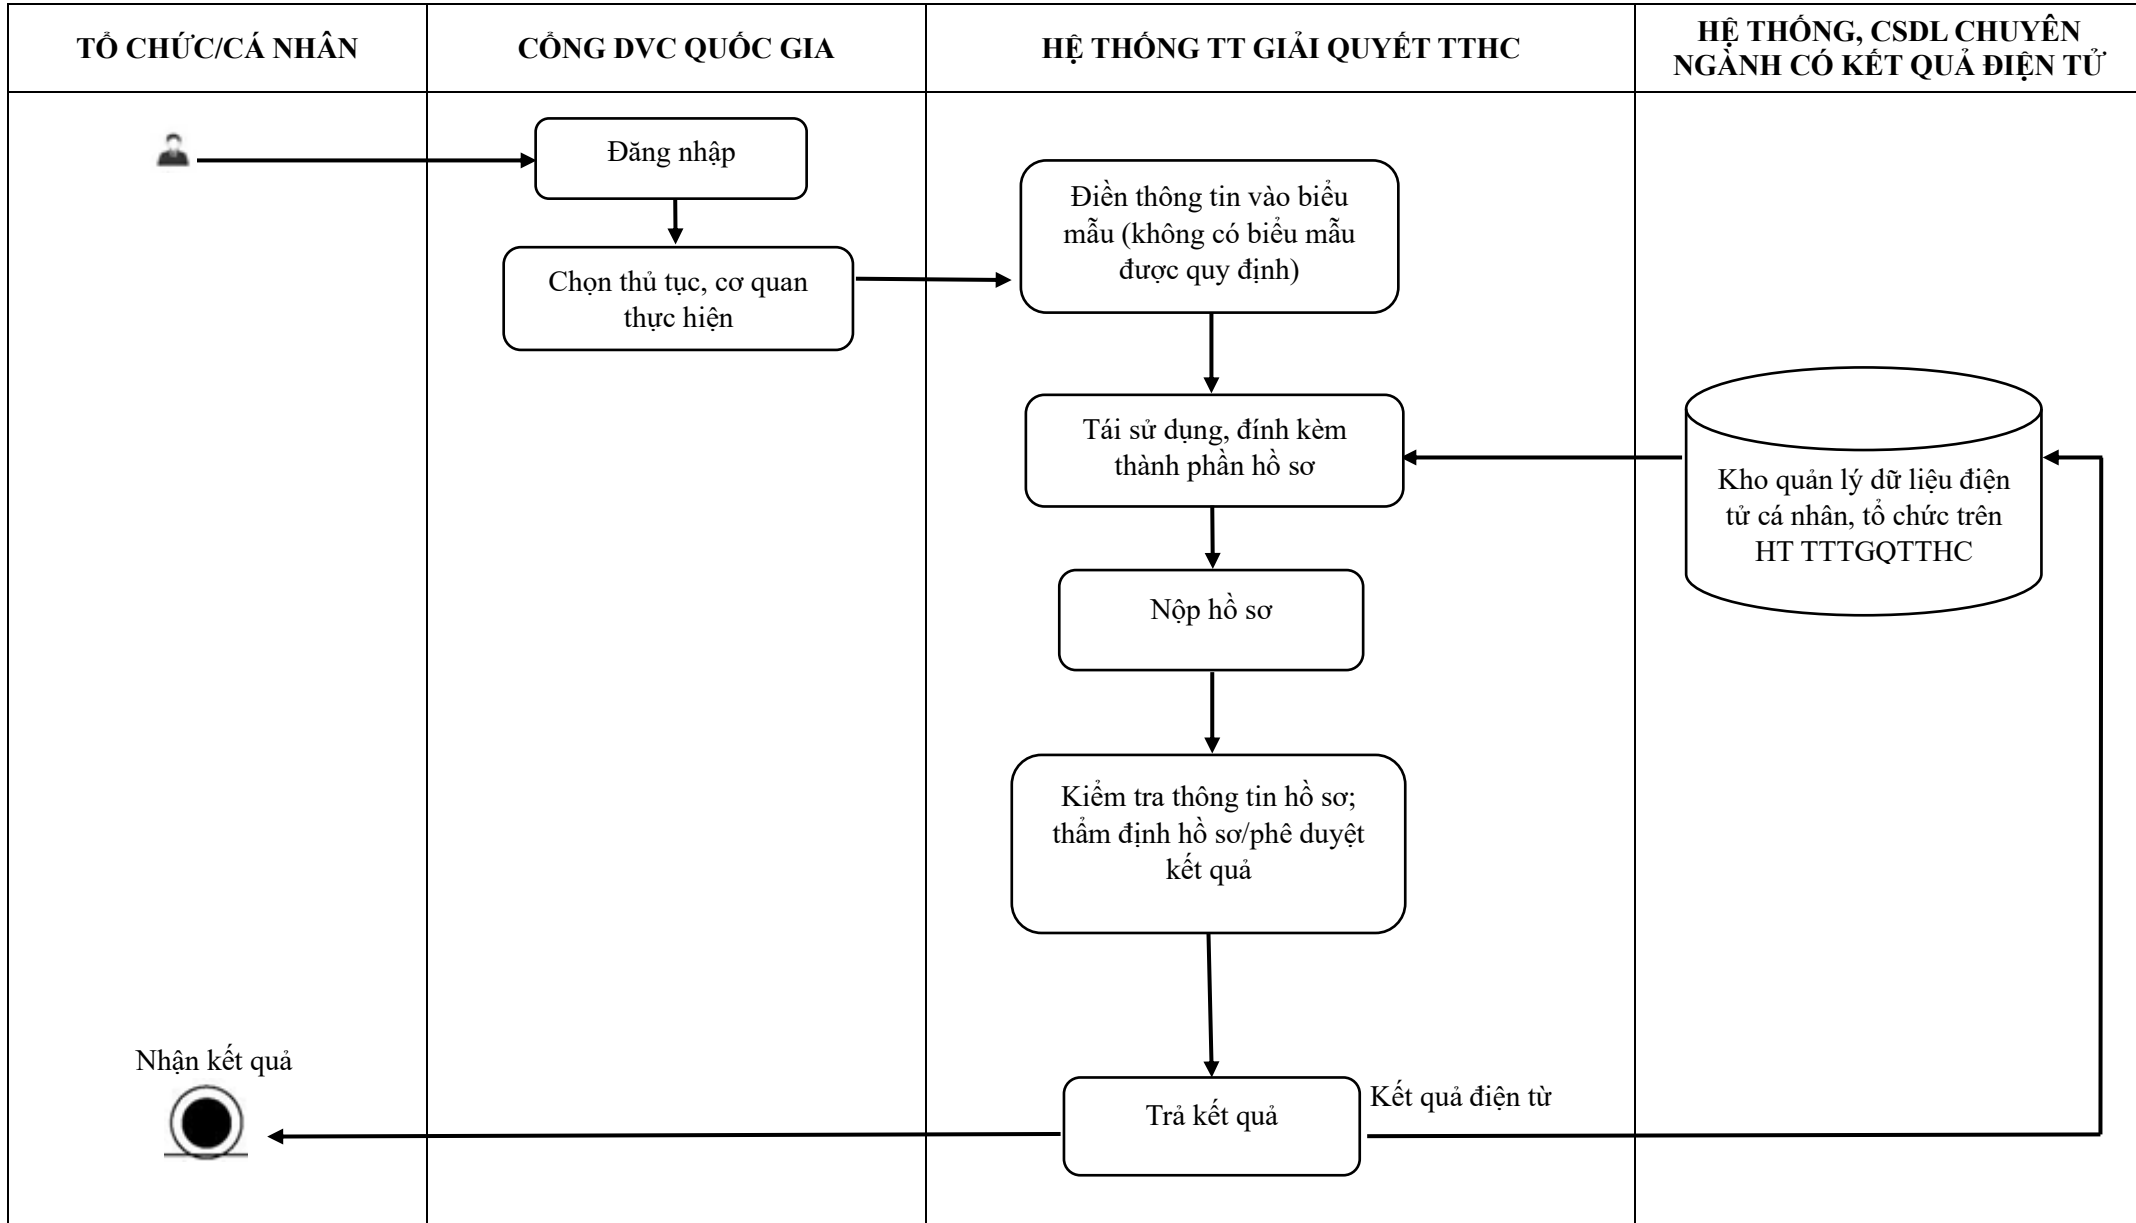 TỔ CHỨC/CÁ NHÂN
CỔNG DVC QUỐC GIA
HỆ THỐNG TT GIẢI QUYẾT TTHC
HỆ THỐNG, CSDL CHUYÊN
NGÀNH CÓ KẾT QUẢ ĐIỆN TỬ
Đăng nhập
Chọn thủ tục, cơ quan
thực hiện
Điền thông tin vào biểu
mẫu (không có biểu mẫu
được quy định)
Tái sử dụng, đính kèm
thành phần hồ sơ
Kho quản lý dữ liệu điện
tử cá nhân, tổ chức trên
HT TTTGQTTHC
Nộp hồ sơ
Kiểm tra thông tin hồ sơ;
thẩm định hồ sơ/phê duyệt
kết quả
Nhận kết quả
Trả kết quả
Kết quả điện từ